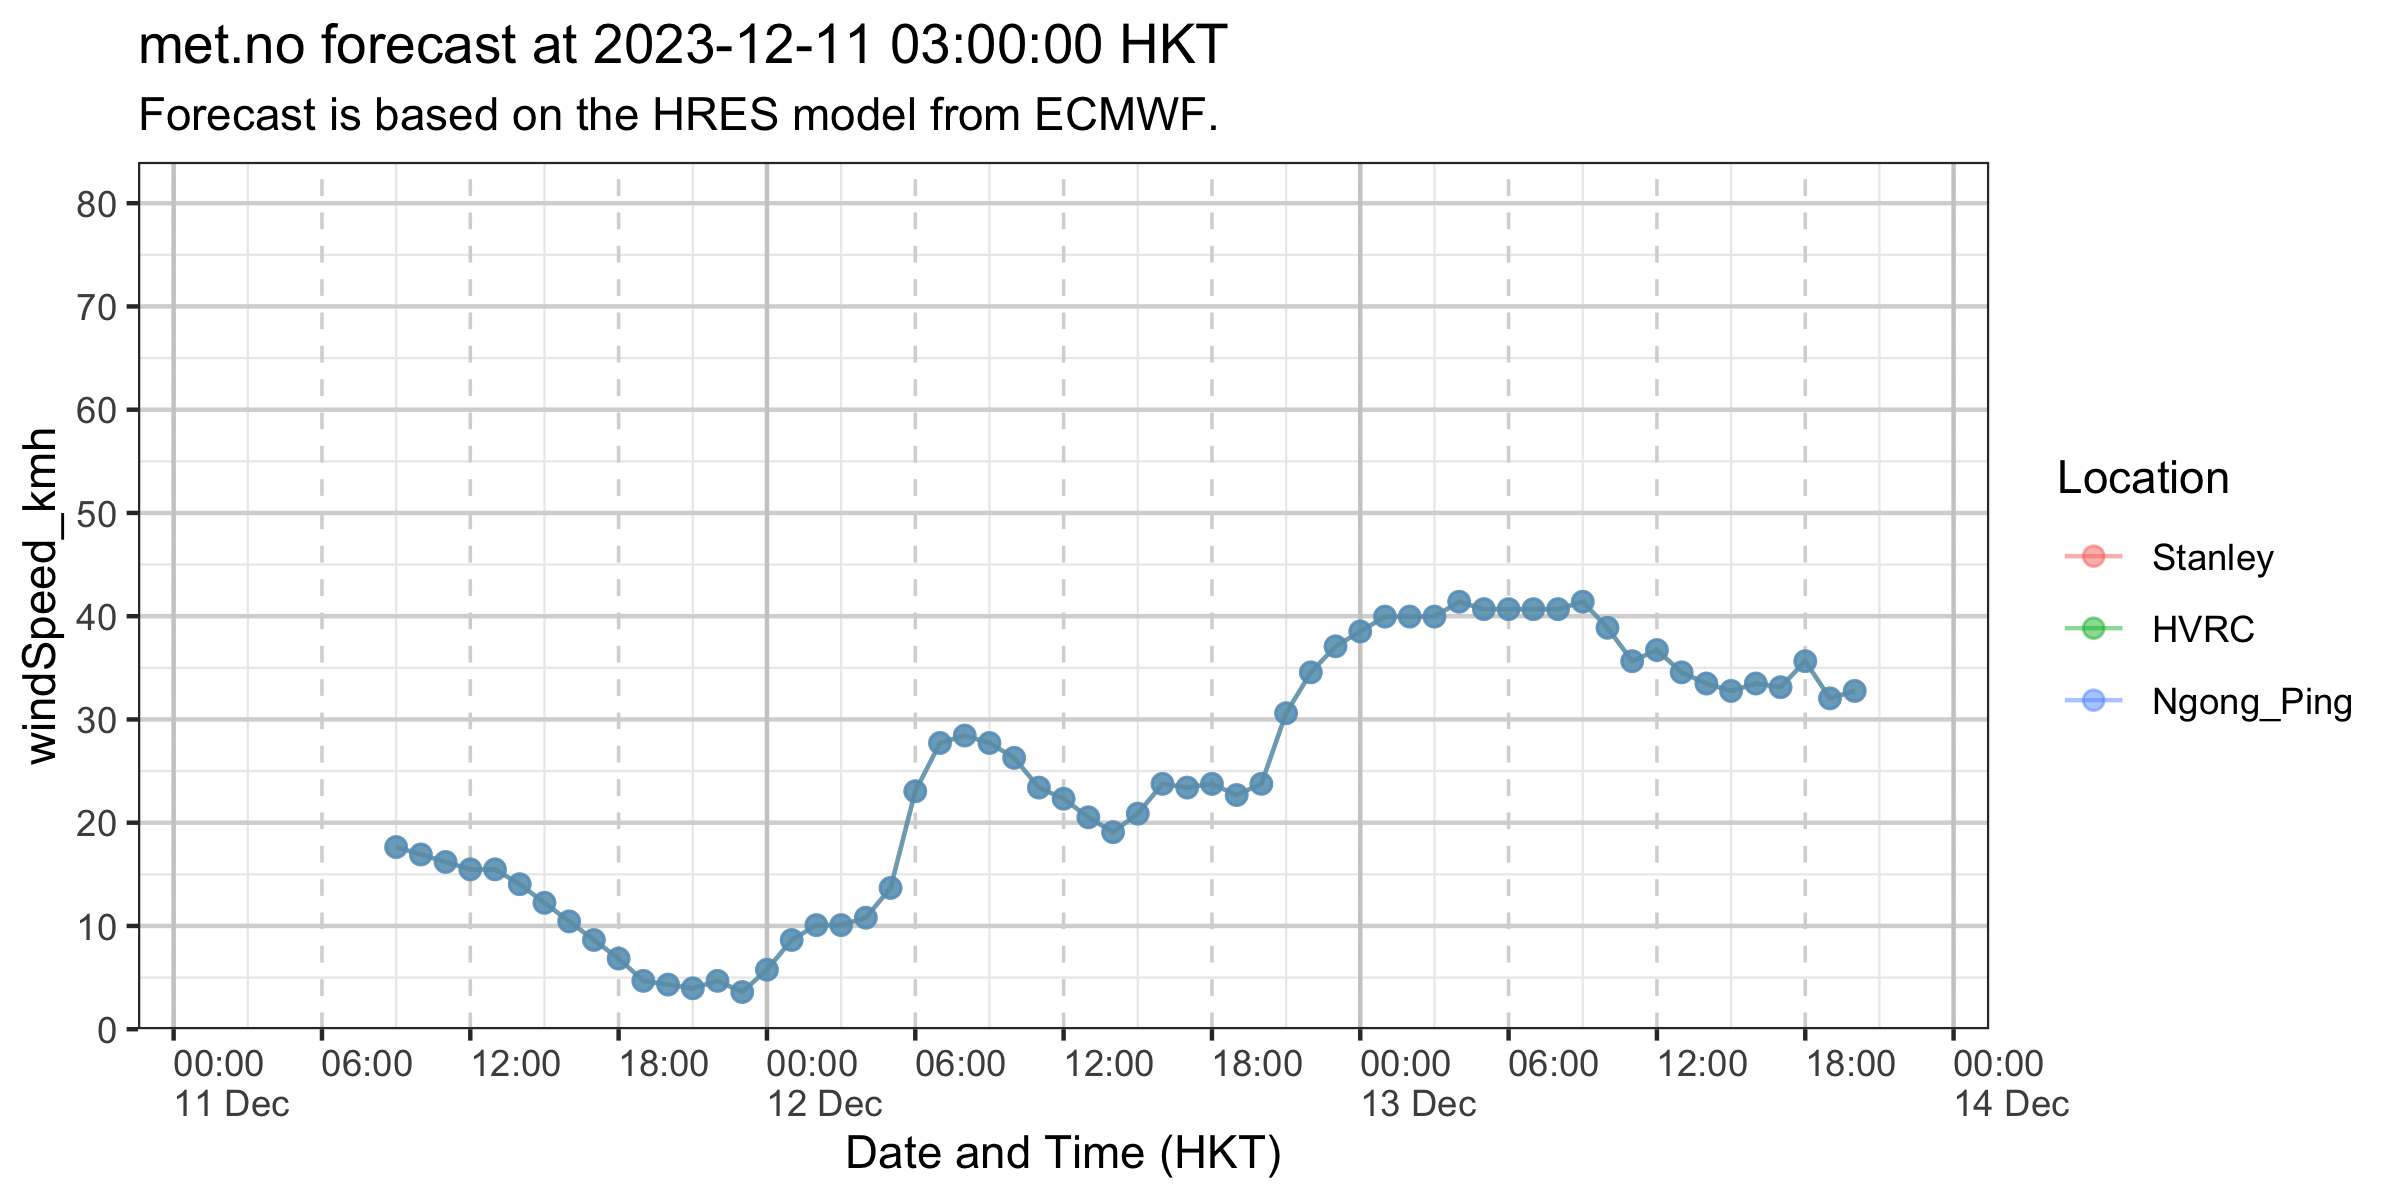 met.no forecast at 2023-12-11 03:00:00 HKT
Forecast is based on the HRES model from ECMWF.
windSpeed_kmh
80
70
60
50
40
30
20
10
0
00:00 06:00 12:00 18:00 00:00 06:00 12:00 18:00 00:00 06:00 12:00 18:00 00:00
11 Dec 12 Dec 13 Dec 14 Dec
Date and Time (HKT)
Location
Stanley
HVRC
Ngong_Ping